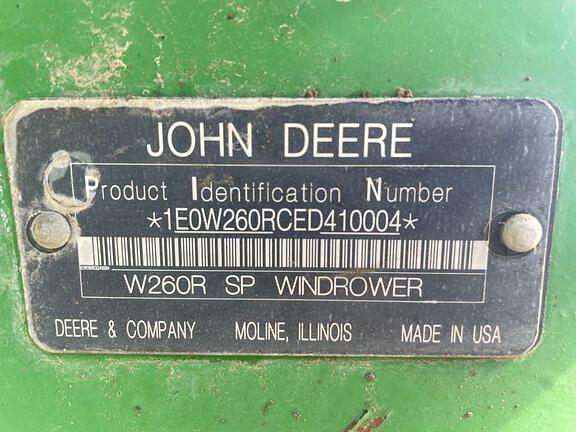 JOHN DEERE
Product Identification Number
*1E0W260RCED410004*
W260R SP WINDROWER
DEERE & COMPANY MOLINE, ILLINOIS MADE IN USA